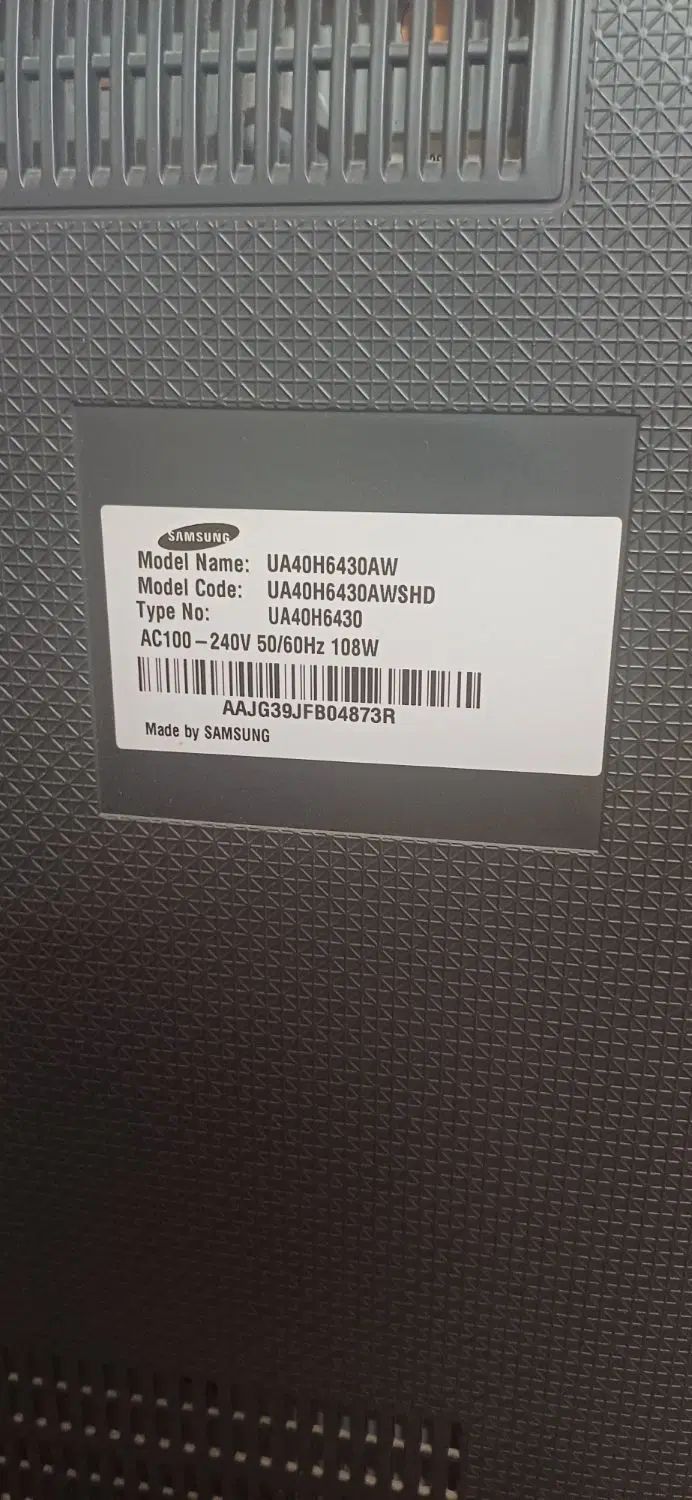 SAMSUNG
Model Name: UA40H6430AW
Model Code: UA40H6430AWSHD
Type No: UA40H6430
AC100-240V 50/60Hz 108W
AAJG39JFB04873R
Made by SAMSUNG